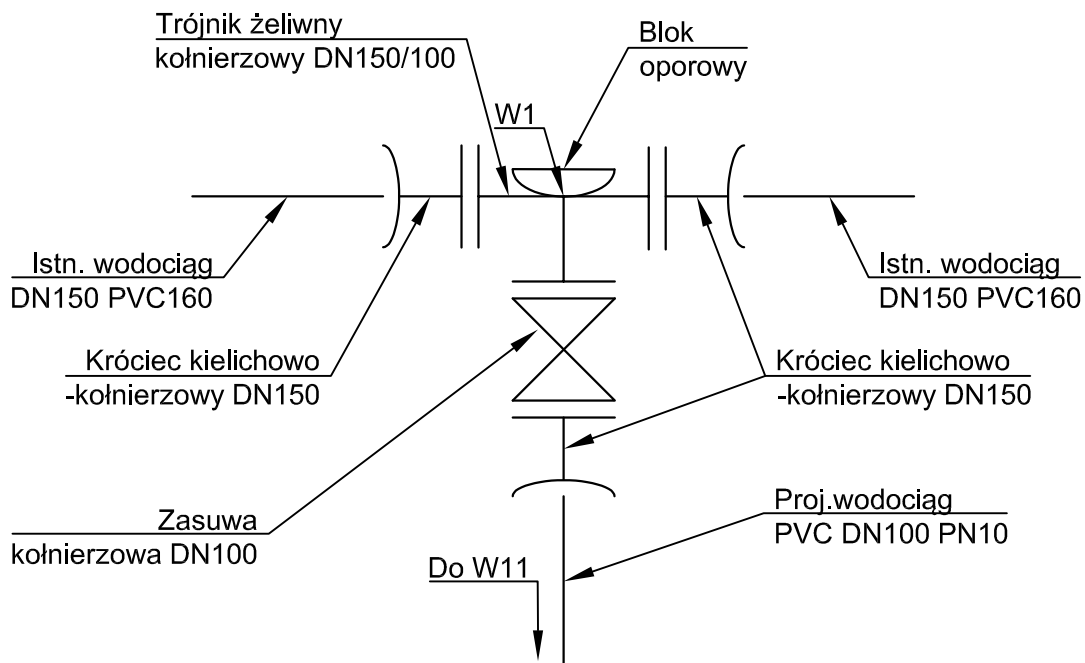 Trójnik żeliwny
kołnierzowy DN150/100
Blok
oporowy
W1
Istn. wodociąg
DN150 PVC160
Istn. wodociąg
DN150 PVC160
Króciec kielichowo
-kołnierzowy DN150
Króciec kielichowo
-kołnierzowy DN150
Zasuwa
kołnierzowa DN100
Proj.wodociąg
PVC DN100 PN10
Do W11